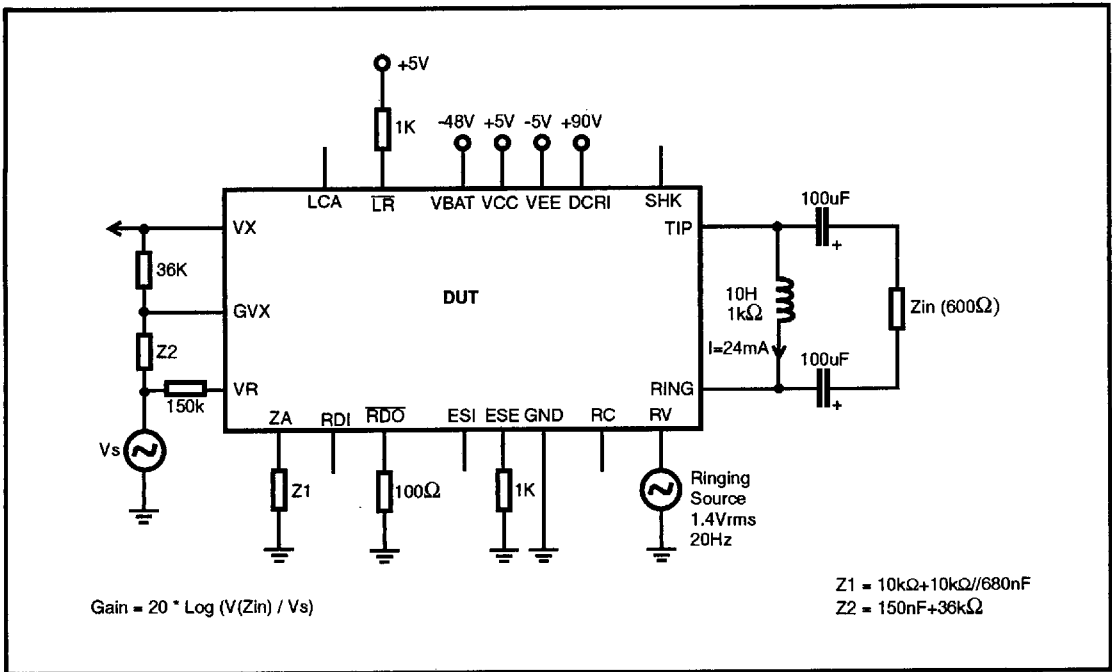 +5V
1K
-48V +5V -5V +90V
LCA
L̅R̅
VBAT VCC VEE DCRI
SHK
100uF
+
VX
TIP
36K
DUT
10H
1kΩ
Zin (600Ω)
GVX
Z2
I=24mA
100uF
+
VR
RING
150k
ZA
RDI
R̅D̅O̅
ESI
ESE
GND
RC
RV
Vs
Z1
100Ω
1K
Ringing
Source
1.4Vrms
20Hz
Gain = 20 * Log (V(Zin) / Vs)
Z1 = 10kΩ+10kΩ//680nF
Z2 = 150nF+36kΩ